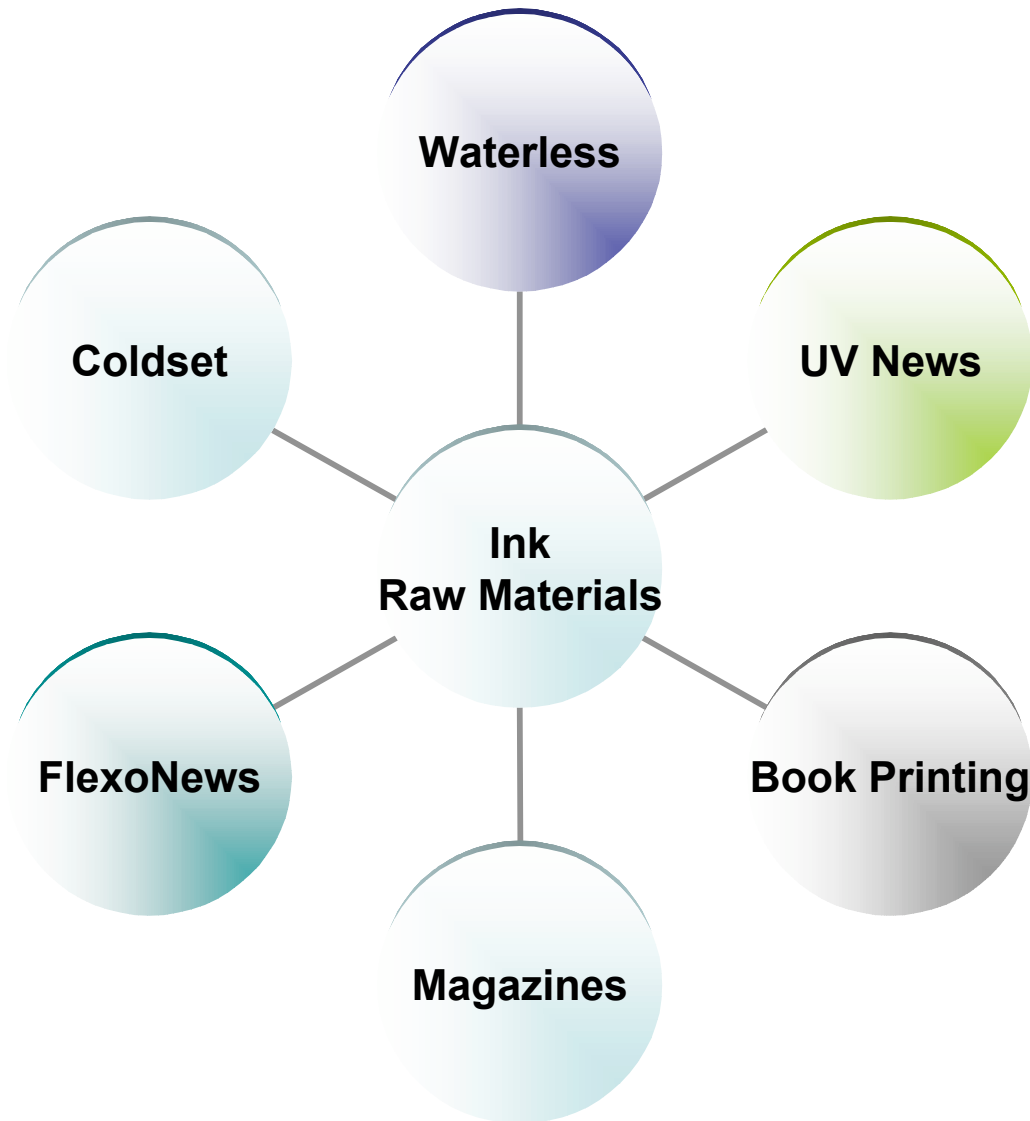 Waterless
Coldset
UV News
Ink
Raw Materials
FlexoNews
Book Printing
Magazines